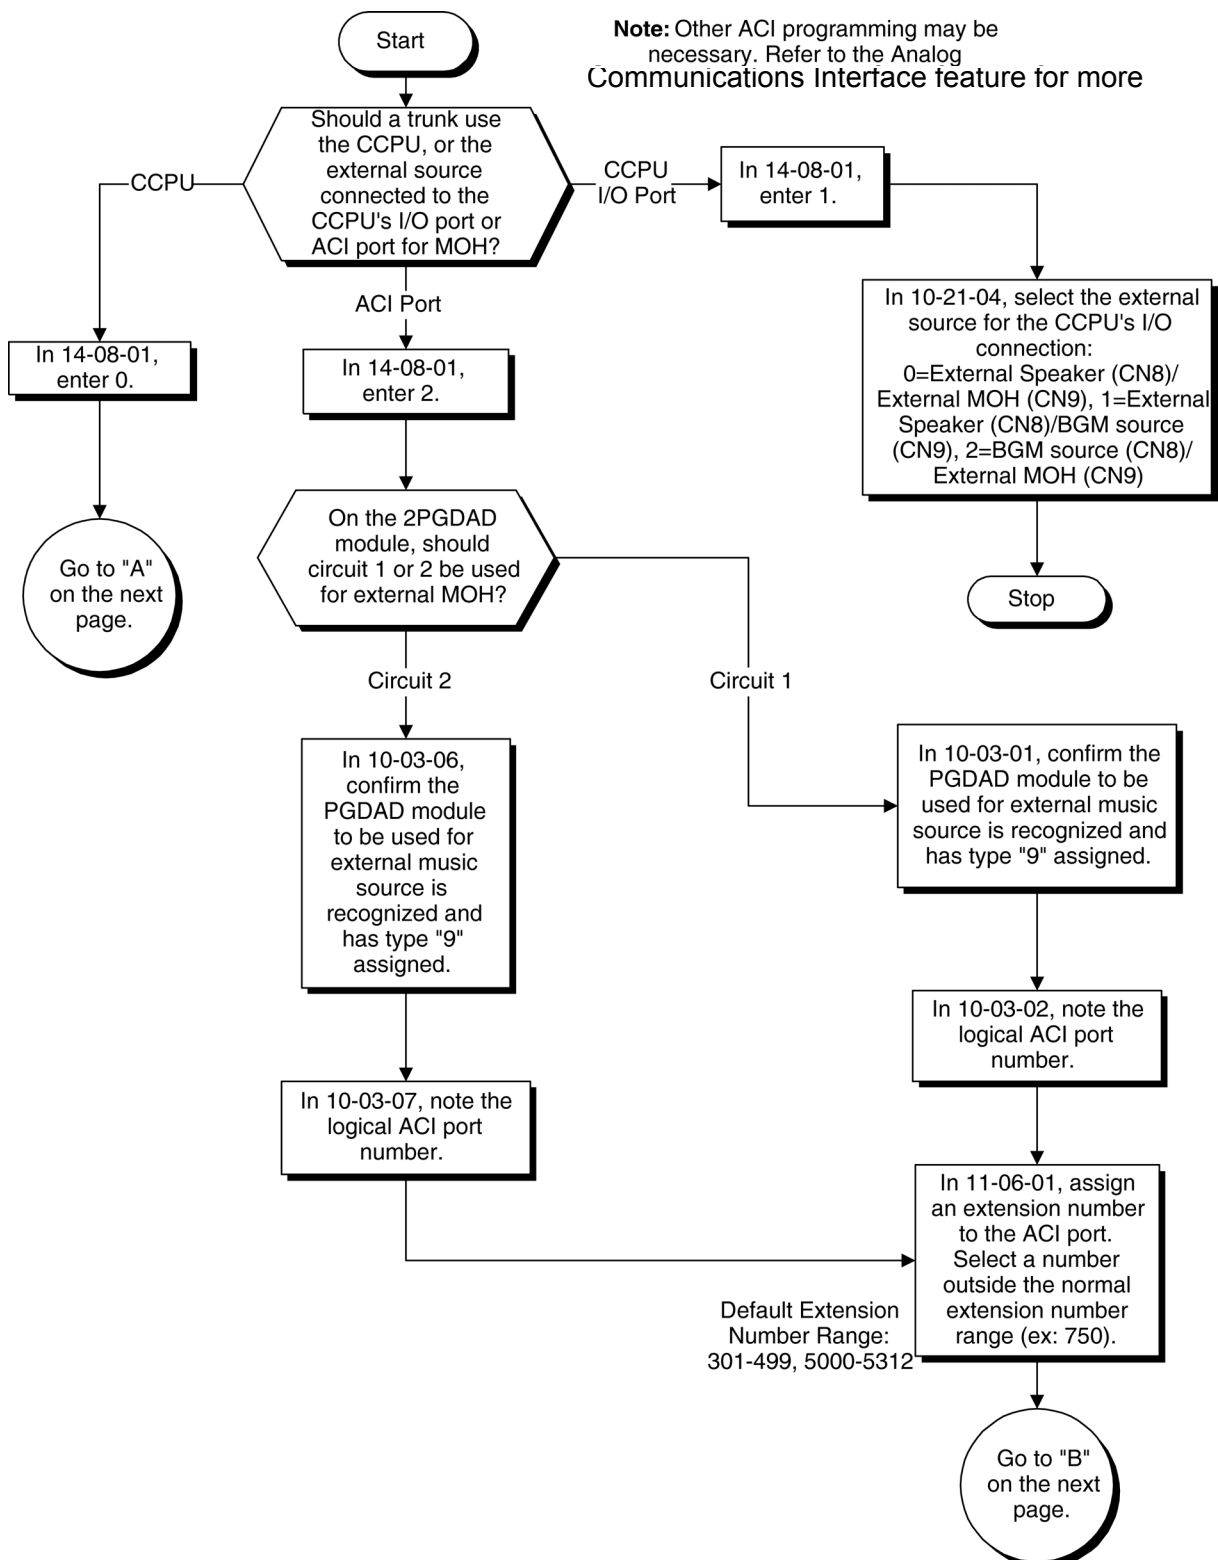 Start
Note: Other ACI programming may be
necessary. Refer to the Analog
Communications Interface feature for more
Should a trunk use
the CCPU, or the
external source
connected to the
CCPU's I/O port or
ACI port for MOH?
CCPU
CCPU
I/O Port
In 14-08-01,
enter 1.
ACI Port
In 14-08-01,
enter 0.
In 14-08-01,
enter 2.
In 10-21-04, select the external
source for the CCPU's I/O
connection:
0=External Speaker (CN8)/
External MOH (CN9), 1=External
Speaker (CN8)/BGM source
(CN9), 2=BGM source (CN8)/
External MOH (CN9)
Go to "A"
on the next
page.
On the 2PGDAD
module, should
circuit 1 or 2 be used
for external MOH?
Stop
Circuit 2
Circuit 1
In 10-03-06,
confirm the
PGDAD module
to be used for
external music
source is
recognized and
has type "9"
assigned.
In 10-03-01, confirm the
PGDAD module to be
used for external music
source is recognized and
has type "9" assigned.
In 10-03-02, note the
logical ACI port
number.
In 10-03-07, note the
logical ACI port
number.
In 11-06-01, assign
an extension number
to the ACI port.
Select a number
outside the normal
extension number
range (ex: 750).
Default Extension
Number Range:
301-499, 5000-5312
Go to "B"
on the next
page.